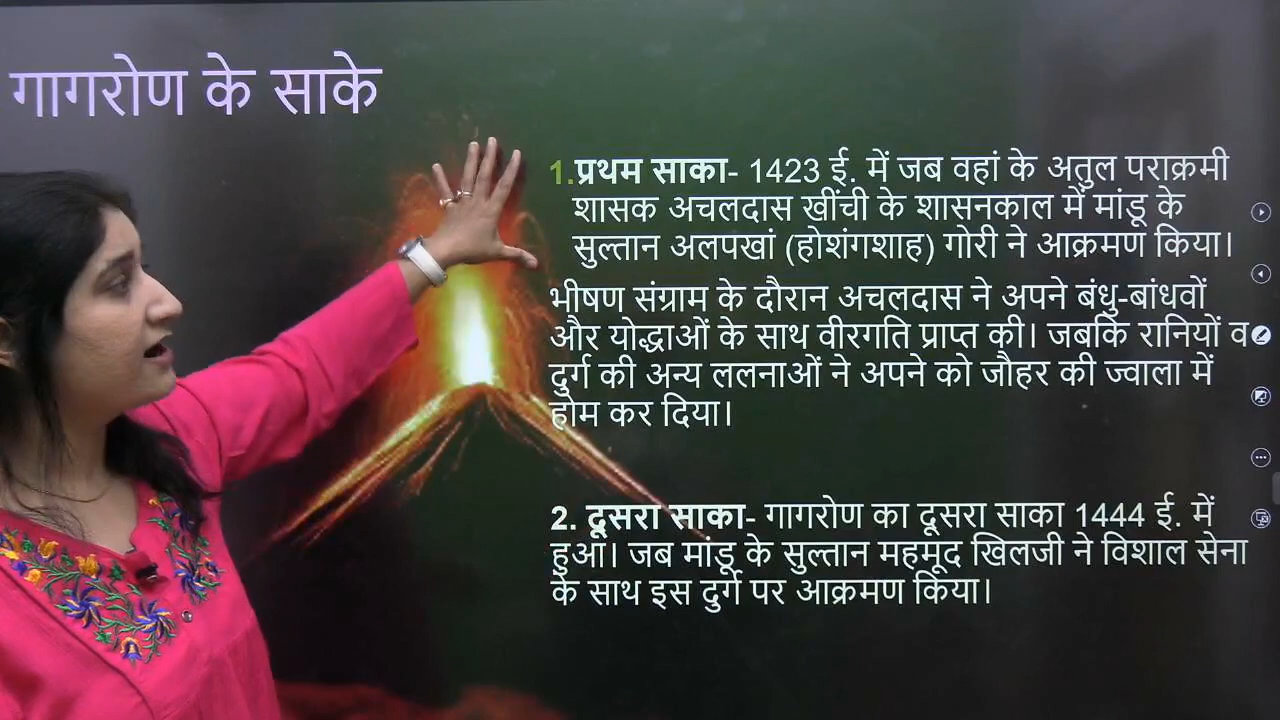 गागरोण के साके
1.प्रथम साका- 1423 ई. में जब वहां के अतुल पराक्रमी
शासक अचलदास खींची के शासनकाल में मांडू के
सुल्तान अलपखां (होशंगशाह) गोरी ने आक्रमण किया।
भीषण संग्राम के दौरान अचलदास ने अपने बंधु-बांधवों
और योद्धाओं के साथ वीरगति प्राप्त की। जबकि रानियों व
दुर्ग की अन्य ललनाओं ने अपने को जौहर की ज्वाला में
होम कर दिया।
2. दूसरा साका- गागरोण का दूसरा साका 1444 ई. में
हुआ। जब मांडू के सुल्तान महमूद खिलजी ने विशाल सेना
के साथ इस दुर्ग पर आक्रमण किया।